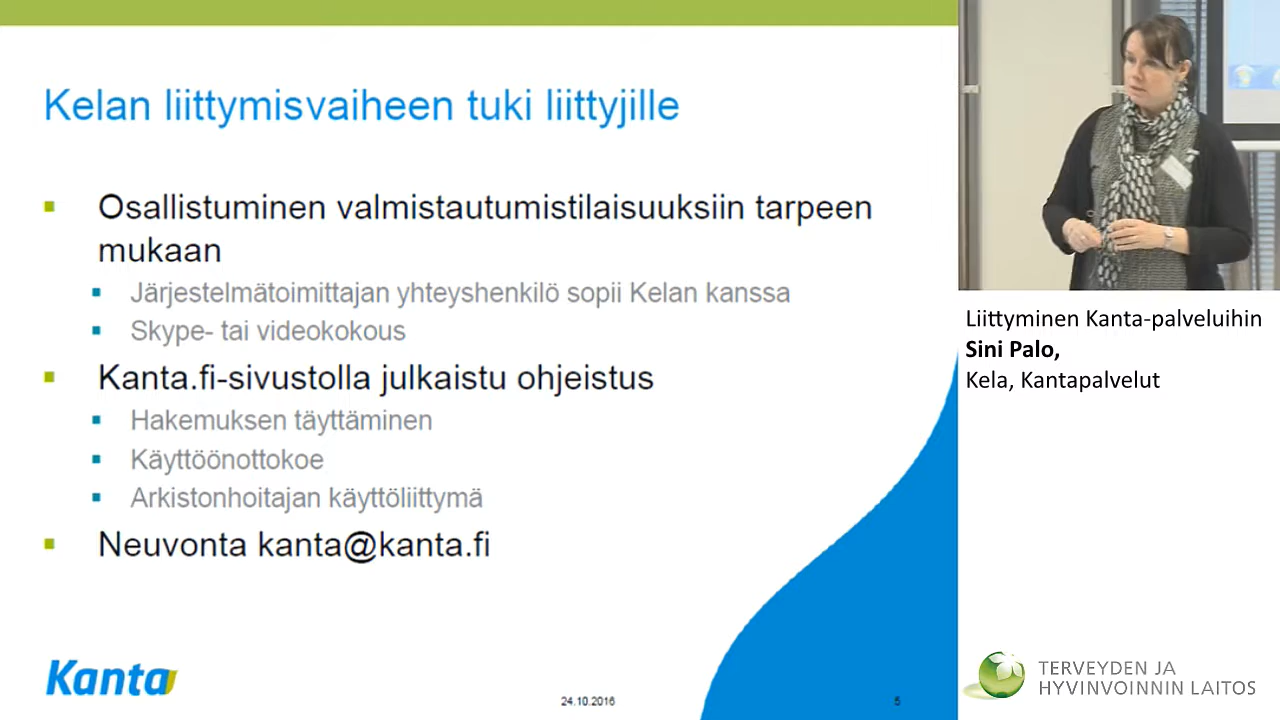 Kelan liittymisvaiheen tuki liittyjille
Osallistuminen valmistautumistilaisuuksiin tarpeen
mukaan
Järjestelmätoimittajan yhteyshenkilö sopii Kelan kanssa
Skype- tai videokokous
Kanta.fi-sivustolla julkaistu ohjeistus
Hakemuksen täyttäminen
Käyttöönottokoe
Arkistonhoitajan käyttöliittymä
Neuvonta kanta@kanta.fi
Kanta
24.10.2016
5
Liittyminen Kanta-palveluihin
Sini Palo,
Kela, Kantapalvelut
TERVEYDEN JA
HYVINVOINNIN LAITOS